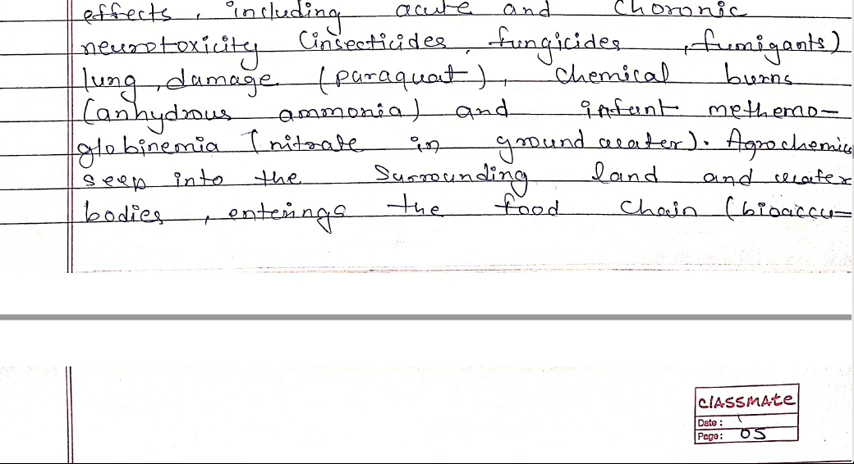 effects, including acute and choronic
neurotoxicity (insecticides, fungicides, fumigants)
lung, damage (paraquat), chemical burns
(anhydrous ammonia) and infant methemo-
globinemia (nitrate in ground water). Agrochemic
seep into the surrounding land and water
bodies, enterings the food chain (bioaccu-
CLASSMATE
Date:
Page: 05